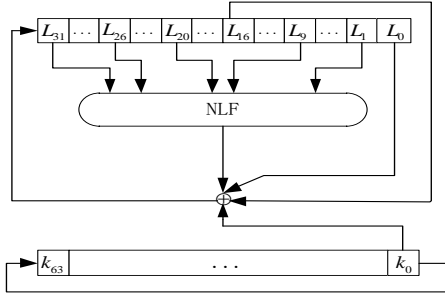 L₃₁ ... L₂₆ ... L₂₀ ... L₁₆ ... L₉ ... L₁ L₀
NLF
k₆₃ ... k₀